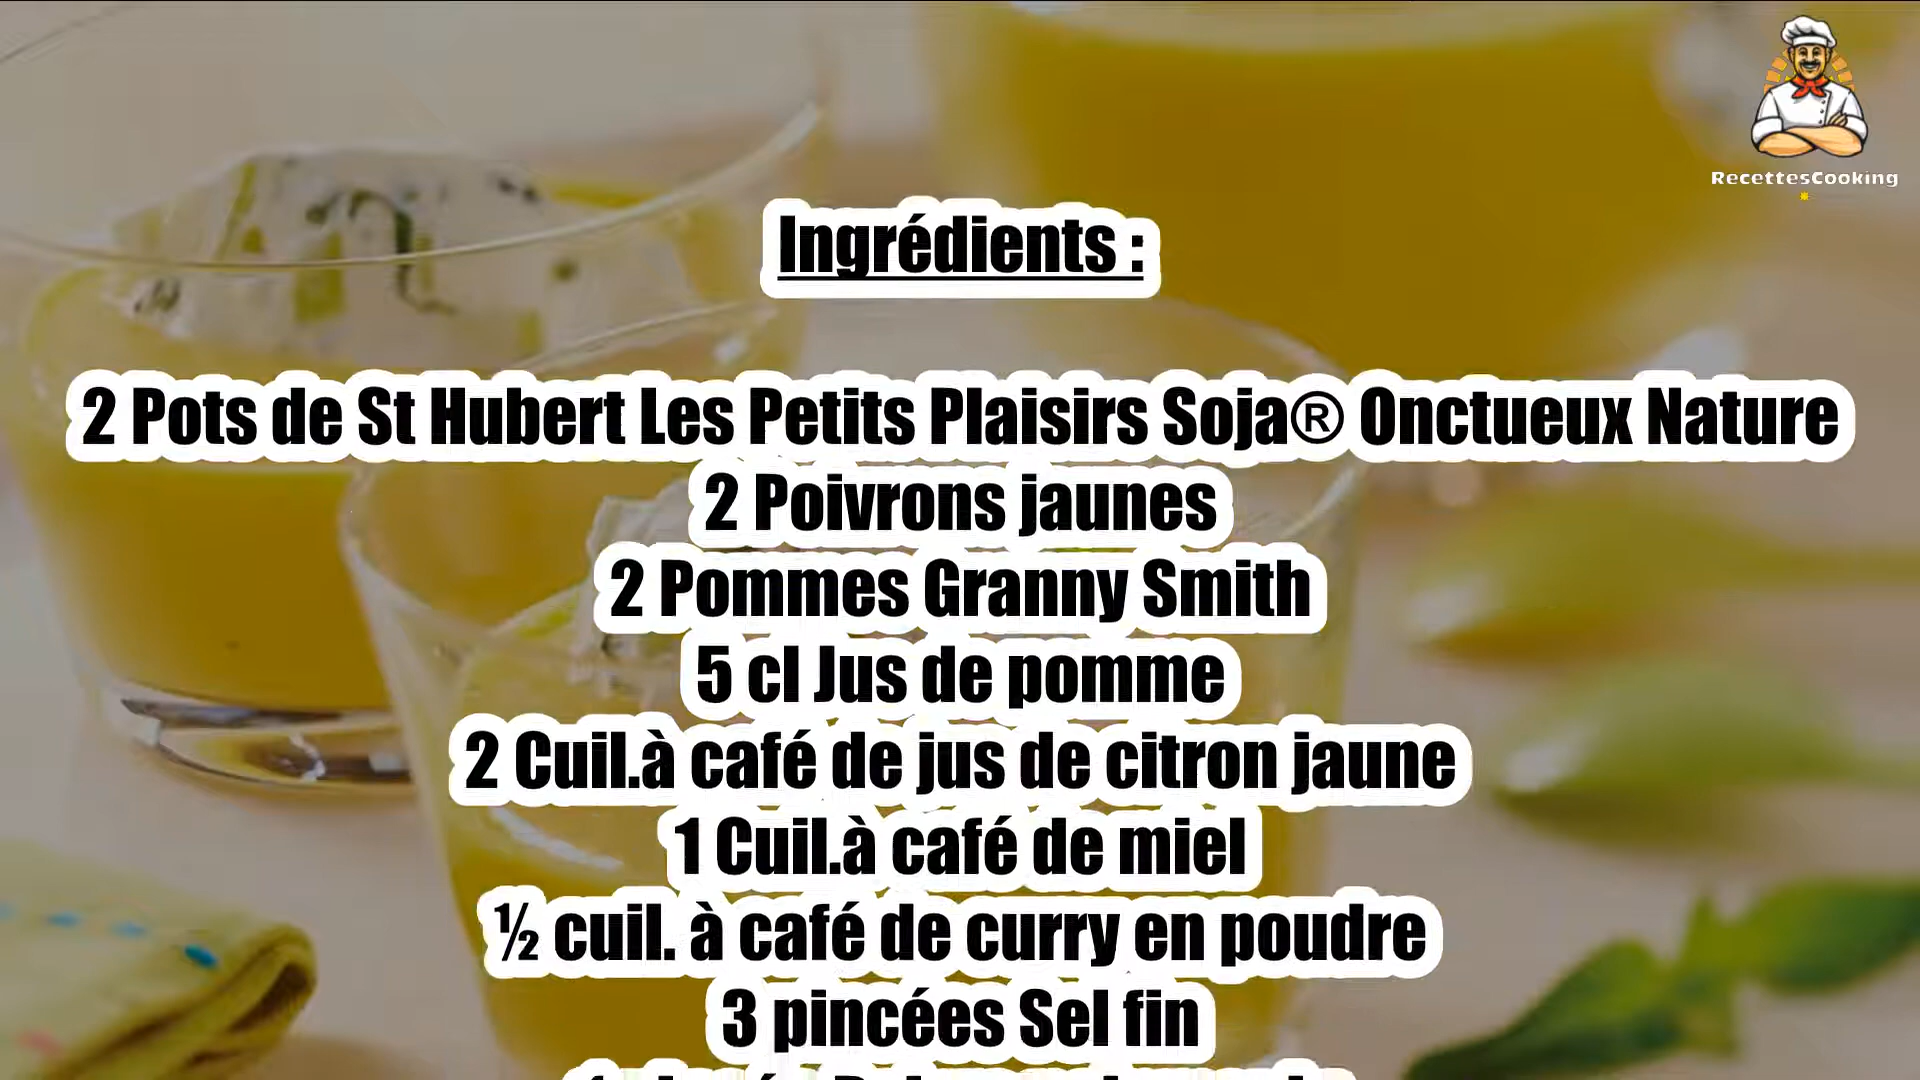 RecettesCooking
Ingrédients :
2 Pots de St Hubert Les Petits Plaisirs Soja® Onctueux Nature
2 Poivrons jaunes
2 Pommes Granny Smith
5 cl Jus de pomme
2 Cuil.à café de jus de citron jaune
1 Cuil.à café de miel
½ cuil. à café de curry en poudre
3 pincées Sel fin